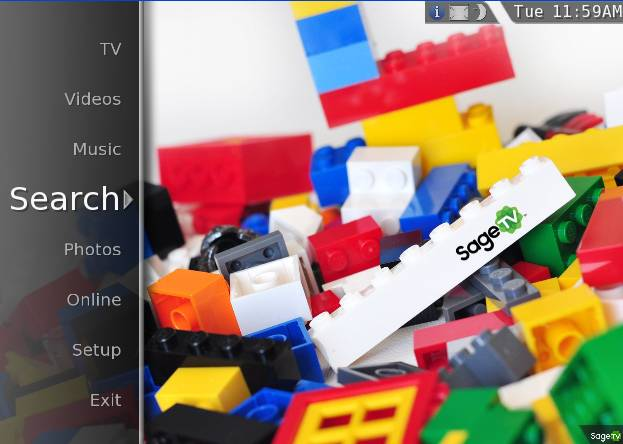 Tue 11:59AM
TV
Videos
Music
Search
Photos
Online
Setup
Exit
SageTV
SageTV